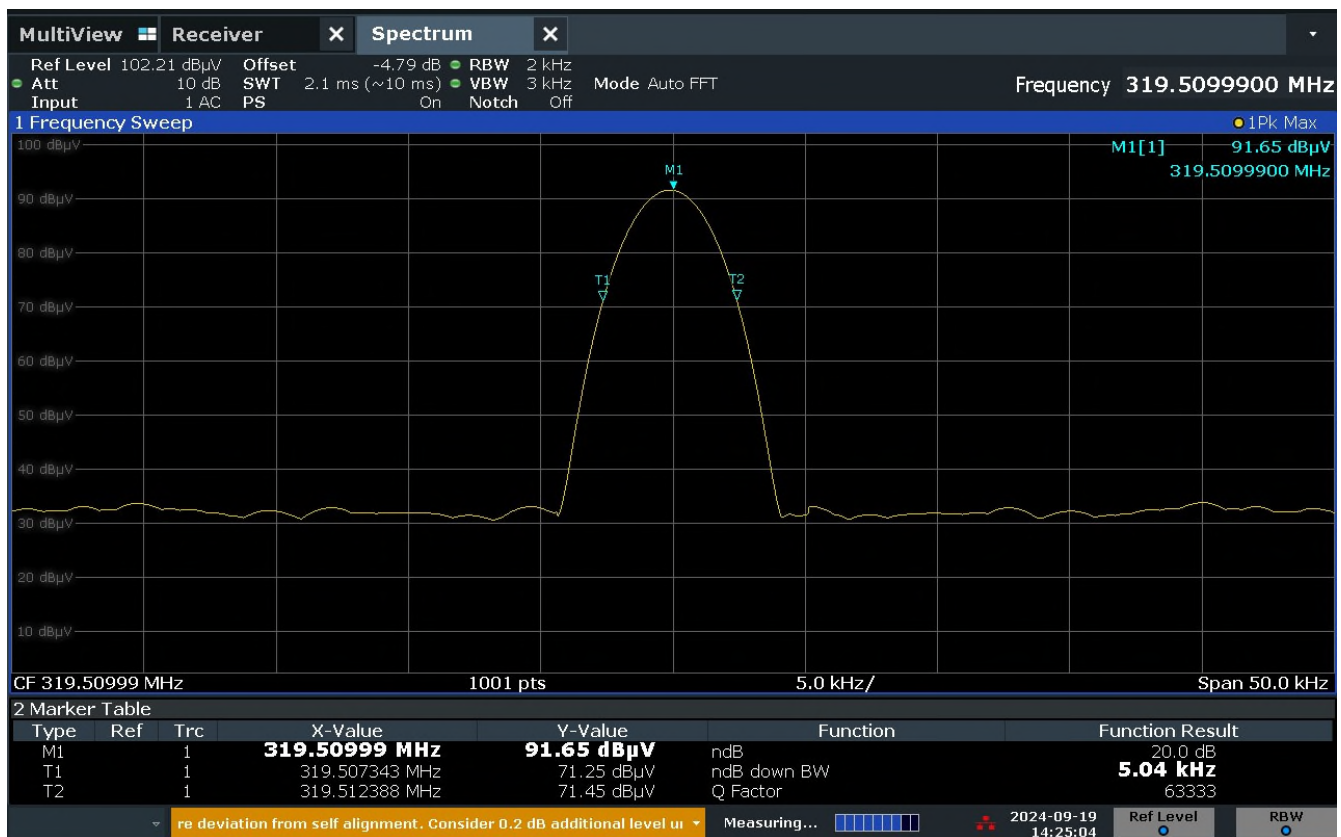 MultiView Receiver X Spectrum X
Ref Level 102.21 dBµV Offset -4.79 dB RBW 2 kHz
Att 10 dB SWT 2.1 ms (~10 ms) VBW 3 kHz Mode Auto FFT Frequency 319.5099900 MHz
Input 1 AC PS On Notch Off
1 Frequency Sweep 1Pk Max
100 dBµV M1[1] 91.65 dBµV
M1 319.5099900 MHz
90 dBµV
80 dBµV
T1 T2
70 dBµV
60 dBµV
50 dBµV
40 dBµV
30 dBµV
20 dBµV
10 dBµV
CF 319.50999 MHz 1001 pts 5.0 kHz/ Span 50.0 kHz
2 Marker Table
Type Ref Trc X-Value Y-Value Function Function Result
M1 1 319.50999 MHz 91.65 dBµV ndB 20.0 dB
T1 1 319.507343 MHz 71.25 dBµV ndB down BW 5.04 kHz
T2 1 319.512388 MHz 71.45 dBµV Q Factor 63333
re deviation from self alignment. Consider 0.2 dB additional level Measuring... 2024-09-19 Ref Level RBW
14:25:04